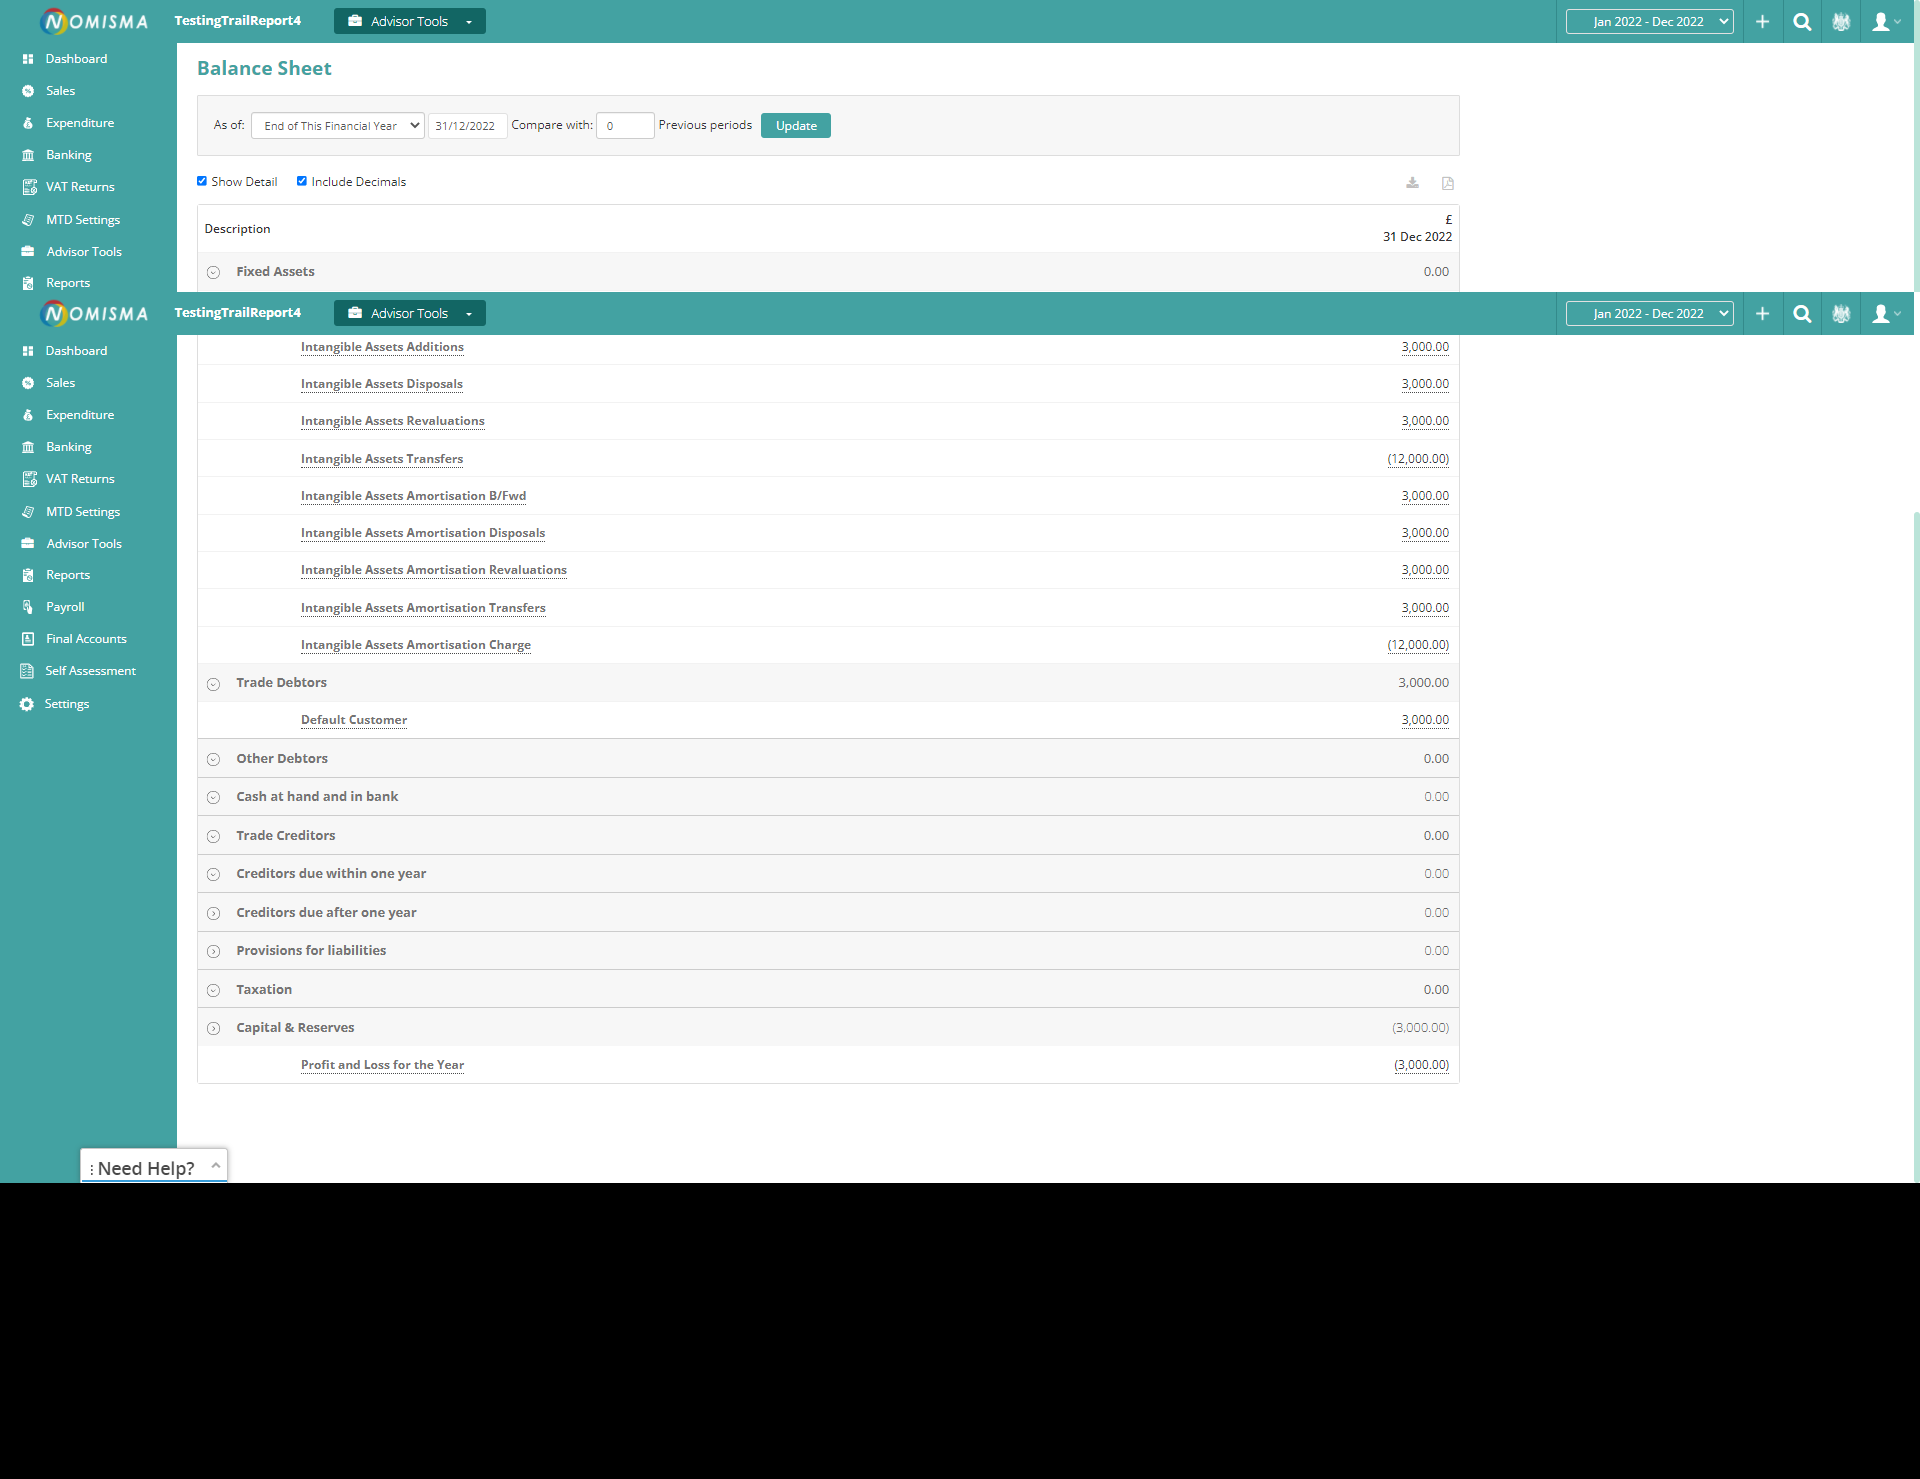 NOMISMA TestingTrailReport4 Advisor Tools Jan 2022 - Dec 2022
Dashboard
Sales
Expenditure
Banking
VAT Returns
MTD Settings
Advisor Tools
Reports
Balance Sheet
As of: End of This Financial Year 31/12/2022 Compare with: 0 Previous periods Update
Show Detail Include Decimals
£
Description 31 Dec 2022
Fixed Assets 0.00
NOMISMA TestingTrailReport4 Advisor Tools Jan 2022 - Dec 2022
Dashboard
Sales
Expenditure
Banking
VAT Returns
MTD Settings
Advisor Tools
Reports
Payroll
Final Accounts
Self Assessment
Settings
Intangible Assets Additions 3,000.00
Intangible Assets Disposals 3,000.00
Intangible Assets Revaluations 3,000.00
Intangible Assets Transfers (12,000.00)
Intangible Assets Amortisation B/Fwd 3,000.00
Intangible Assets Amortisation Disposals 3,000.00
Intangible Assets Amortisation Revaluations 3,000.00
Intangible Assets Amortisation Transfers 3,000.00
Intangible Assets Amortisation Charge (12,000.00)
Trade Debtors 3,000.00
Default Customer 3,000.00
Other Debtors 0.00
Cash at hand and in bank 0.00
Trade Creditors 0.00
Creditors due within one year 0.00
Creditors due after one year 0.00
Provisions for liabilities 0.00
Taxation 0.00
Capital & Reserves (3,000.00)
Profit and Loss for the Year (3,000.00)
Need Help?